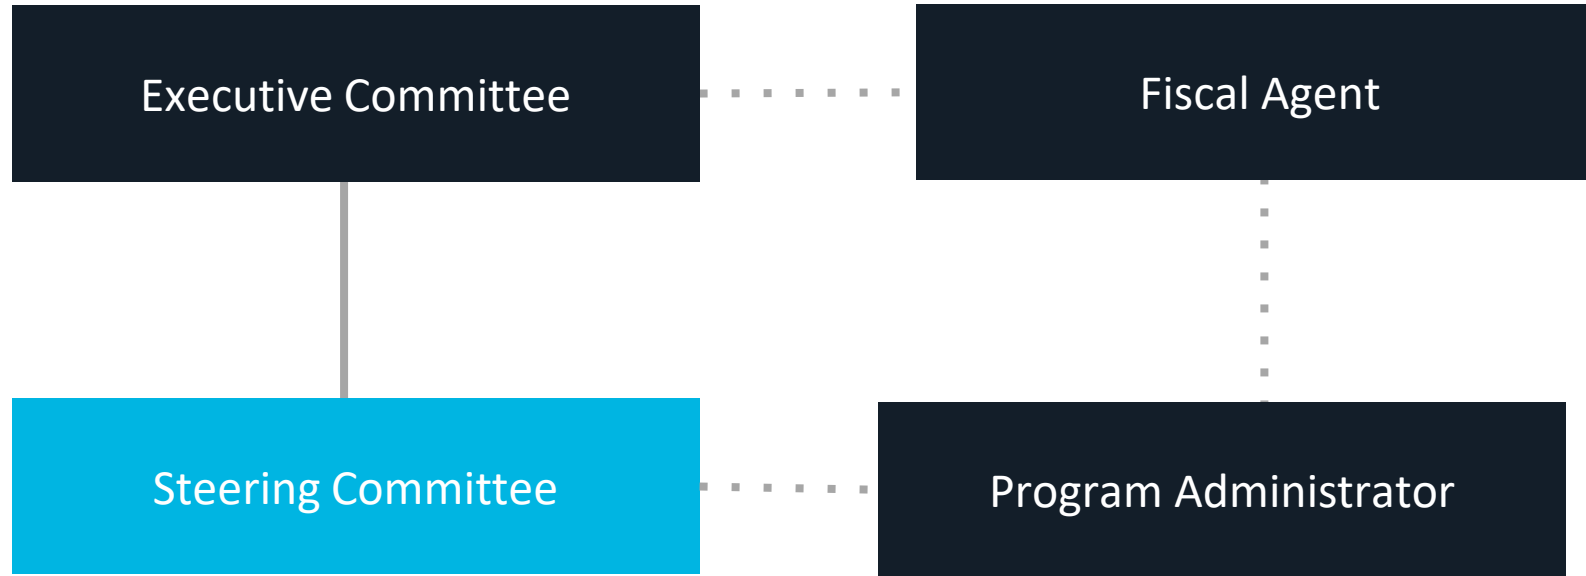 Executive Committee
Fiscal Agent
Steering Committee
Program Administrator